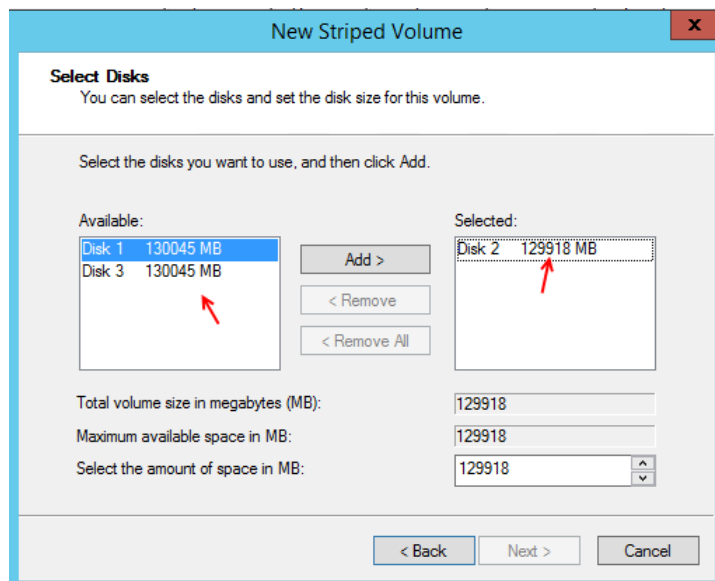 New Striped Volume
x
Select Disks
You can select the disks and set the disk size for this volume.
Select the disks you want to use, and then click Add.
Available:
Selected:
Disk 1 130045 MB
Disk 3 130045 MB
Add >
< Remove
< Remove All
Disk 2 129918 MB
Total volume size in megabytes (MB): 129918
Maximum available space in MB: 129918
Select the amount of space in MB: 129918
< Back
Next >
Cancel